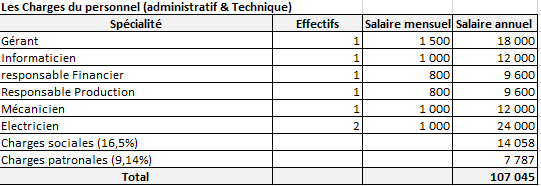 Les Charges du personnel (administratif & Technique)
Spécialité Effectifs Salaire mensuel Salaire annuel
Gérant 1 1 500 18 000
Informaticien 1 1 000 12 000
responsable Financier 1 800 9 600
Responsable Production 1 800 9 600
Mécanicien 1 1 000 12 000
Electricien 2 1 000 24 000
Charges sociales (16,5%) 14 058
Charges patronales (9,14%) 7 787
Total 107 045